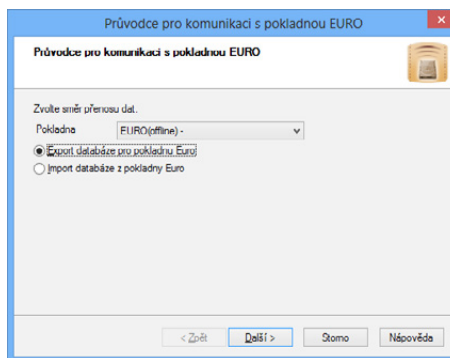 Průvodce pro komunikaci s pokladnou EURO
Průvodce pro komunikaci s pokladnou EURO
Zvolte směr přenosu dat.
Pokladna EURO(offline) -
Export databáze pro pokladnu Euro
Import databáze z pokladny Euro
< Zpět Další > Storno Nápověda